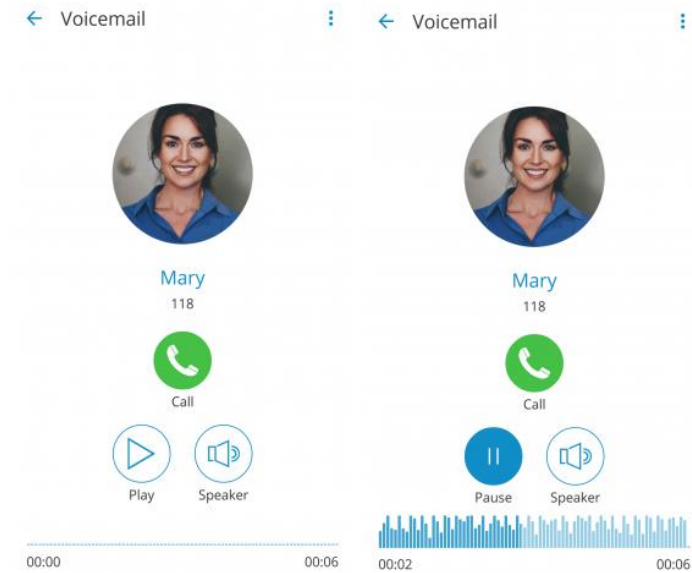 Voicemail
Mary
118
Call
Play Speaker
00:00 00:06
Voicemail
Mary
118
Call
Pause Speaker
00:02 00:06